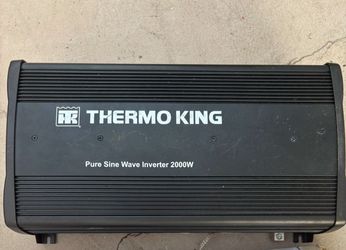 THERMO KING
Pure Sine Wave Inverter 2000W